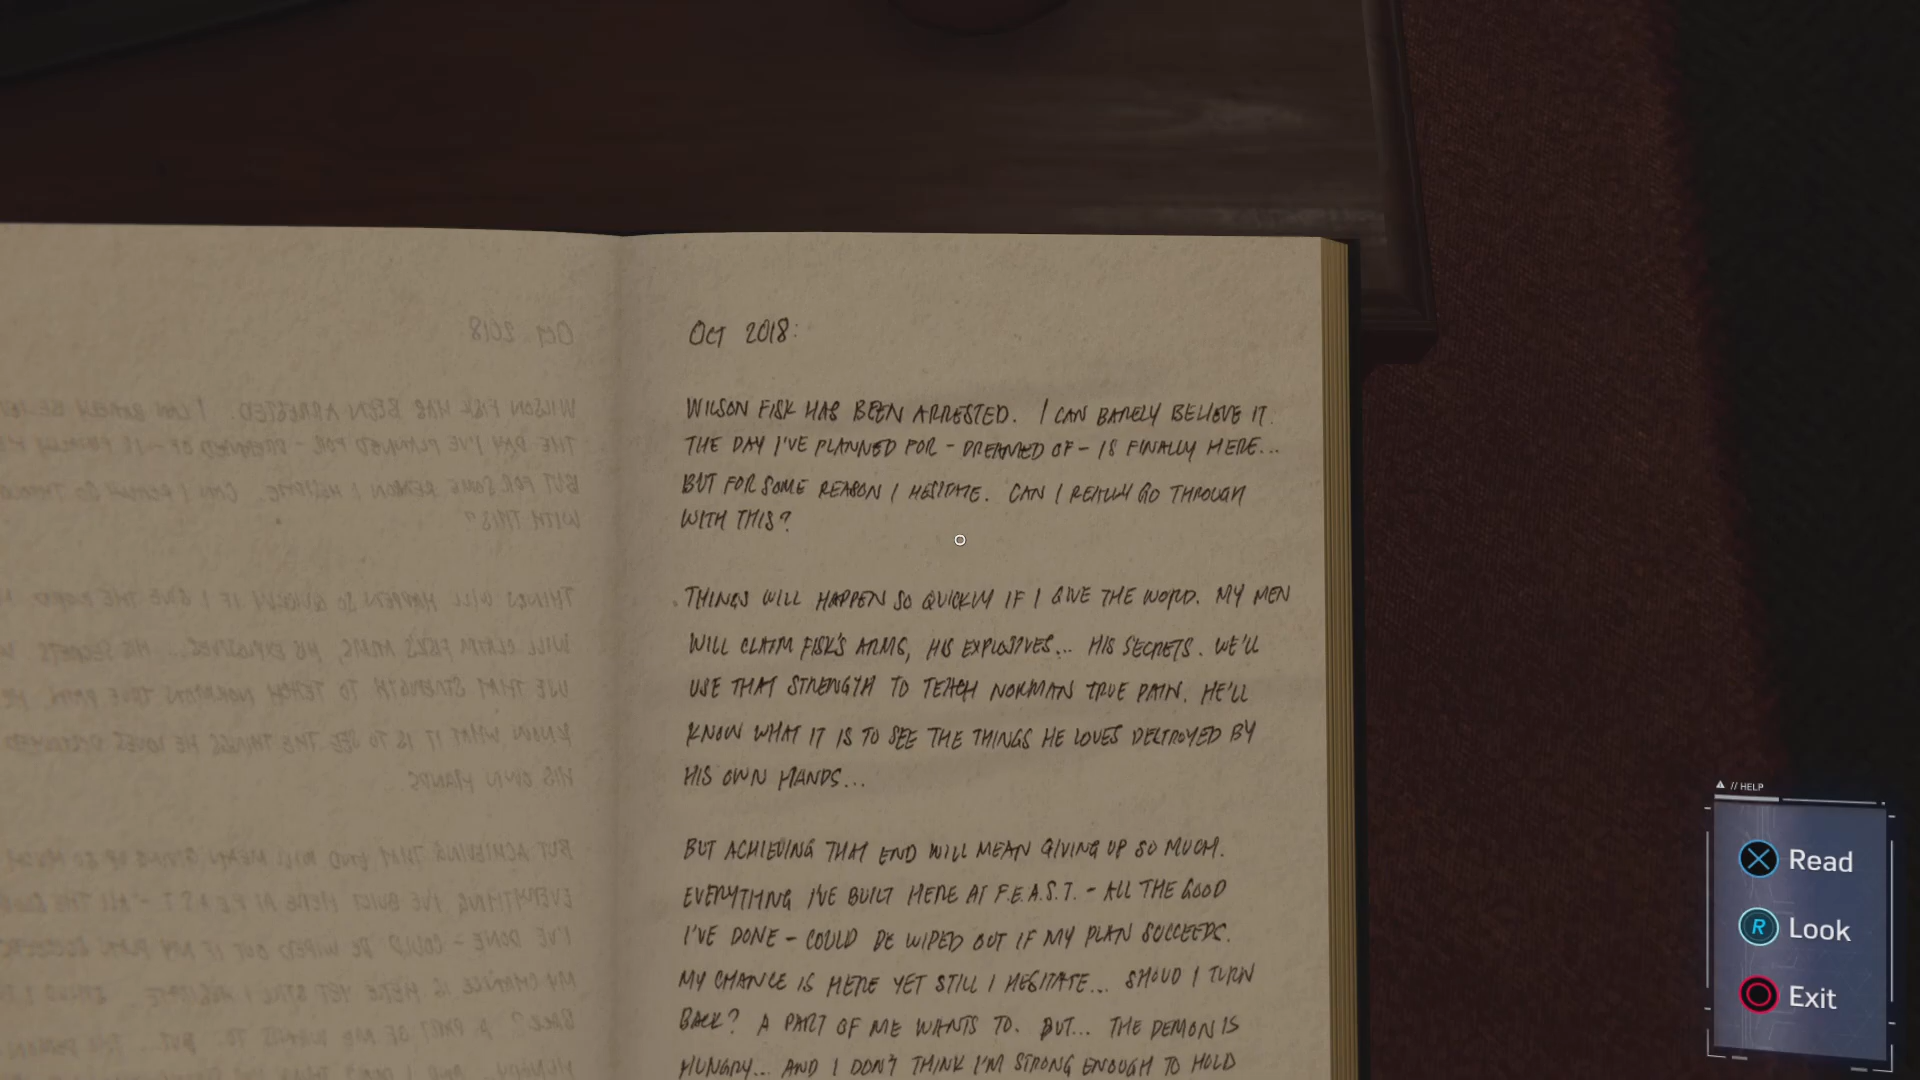 OCT 2018:
WILSON FISK HAS BEEN ARRESTED. I CAN BARELY BELIEVE IT.
THE DAY I'VE PLANNED FOR - DREAMED OF - IS FINALLY HERE...
BUT FOR SOME REASON I HESITATE. CAN I REALLY GO THROUGH
WITH THIS?
THINGS WILL HAPPEN SO QUICKLY IF I GIVE THE WORD. MY MEN
WILL CLAIM FISK'S ARMS, HIS EXPLOSIVES... HIS SECRETS. WE'LL
USE THAT STRENGTH TO TEACH NORMAN TRUE PAIN. HE'LL
KNOW WHAT IT IS TO SEE THE THINGS HE LOVES DESTROYED BY
HIS OWN HANDS...
BUT ACHIEVING THAT END WILL MEAN GIVING UP SO MUCH.
EVERYTHING I'VE BUILT HERE AT F.E.A.S.T. - ALL THE GOOD
I'VE DONE - COULD BE WIPED OUT IF MY PLAN SUCCEEDS.
MY CHANCE IS HERE YET STILL I HESITATE... SHOUD I TURN
BACK? A PART OF ME WANTS TO. BUT... THE DEMON IS
HUNGRY... AND I DON'T THINK I'M STRONG ENOUGH TO HOLD
// HELP
Read
R Look
Exit